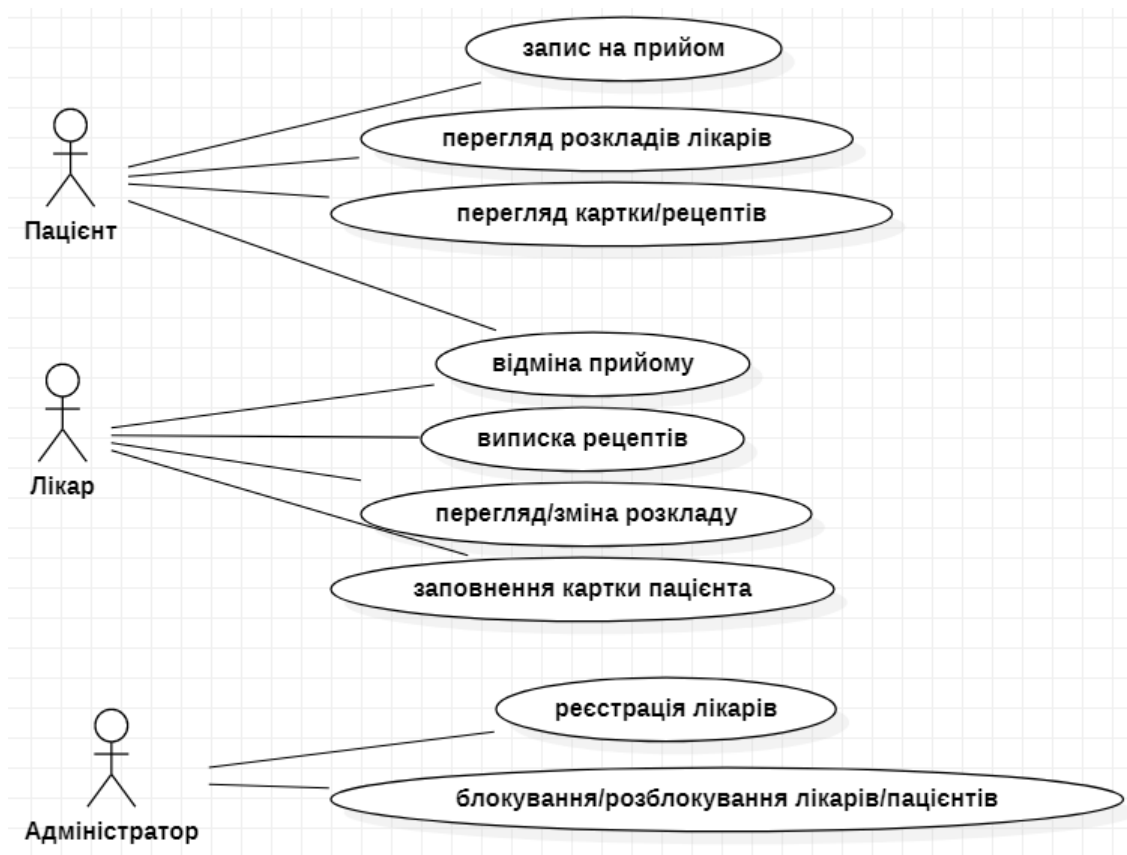 запис на прийом
перегляд розкладів лікарів
перегляд картки/рецептів
Пацієнт
відміна прийому
виписка рецептів
Лікар
перегляд/зміна розкладу
заповнення картки пацієнта
реєстрація лікарів
блокування/розблокування лікарів/пацієнтів
Адміністратор